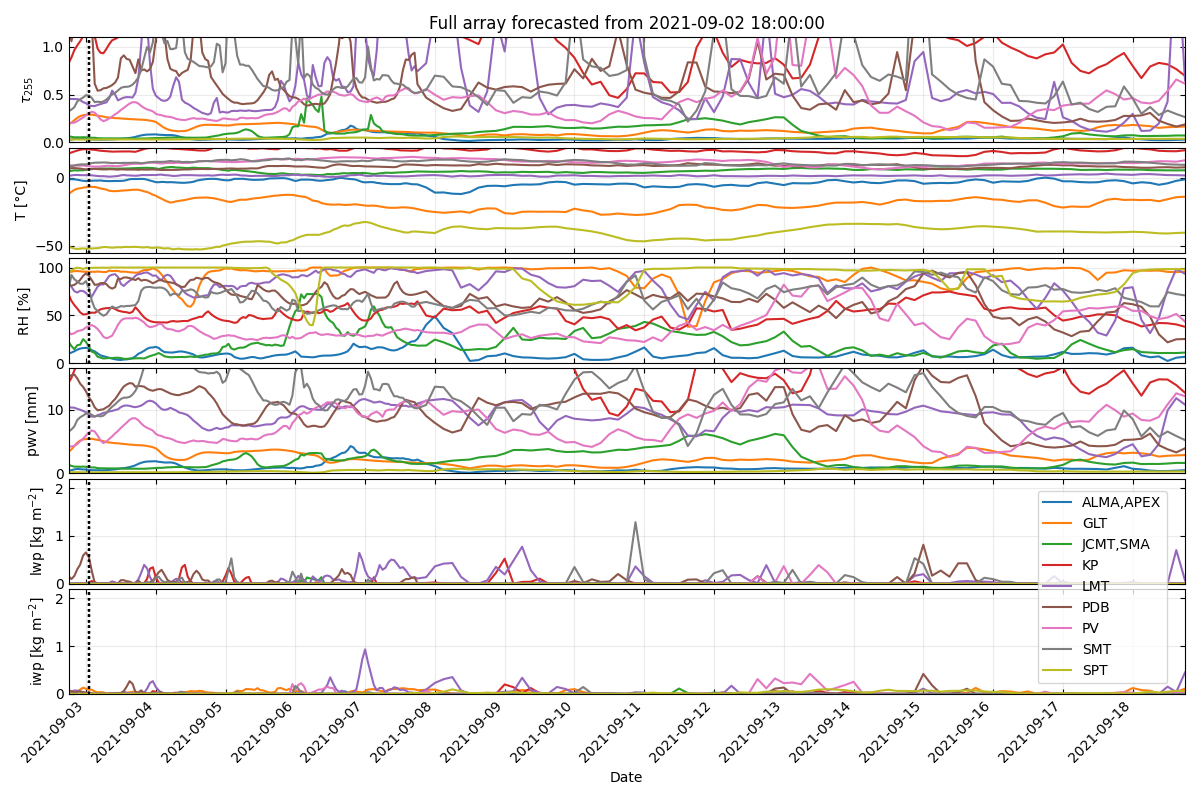 Full array forecasted from 2021-09-02 18:00:00
τ255
1.0
0.5
0.0
T [°C]
0
−50
RH [%]
100
50
0
pwv [mm]
10
0
lwp [kg m−2]
2
1
0
iwp [kg m−2]
2
1
0
ALMA,APEX
GLT
JCMT,SMA
KP
LMT
PDB
PV
SMT
SPT
2021-09-03
2021-09-04
2021-09-05
2021-09-06
2021-09-07
2021-09-08
2021-09-09
2021-09-10
2021-09-11
2021-09-12
2021-09-13
2021-09-14
2021-09-15
2021-09-16
2021-09-17
2021-09-18
Date